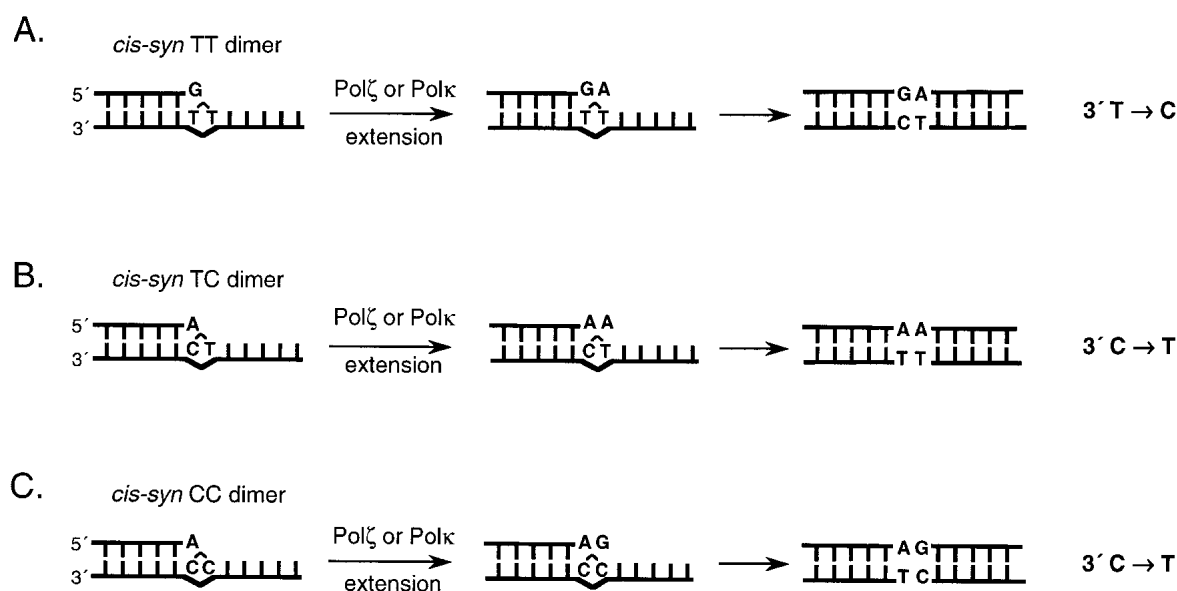 A.
cis-syn TT dimer
5´ G
3´ T T
Polζ or Polκ
extension
G A
T T
G A
C T
3´ T → C
B.
cis-syn TC dimer
5´ A
3´ C T
Polζ or Polκ
extension
A A
C T
A A
T T
3´ C → T
C.
cis-syn CC dimer
5´ A
3´ C C
Polζ or Polκ
extension
A G
C C
A G
T C
3´ C → T